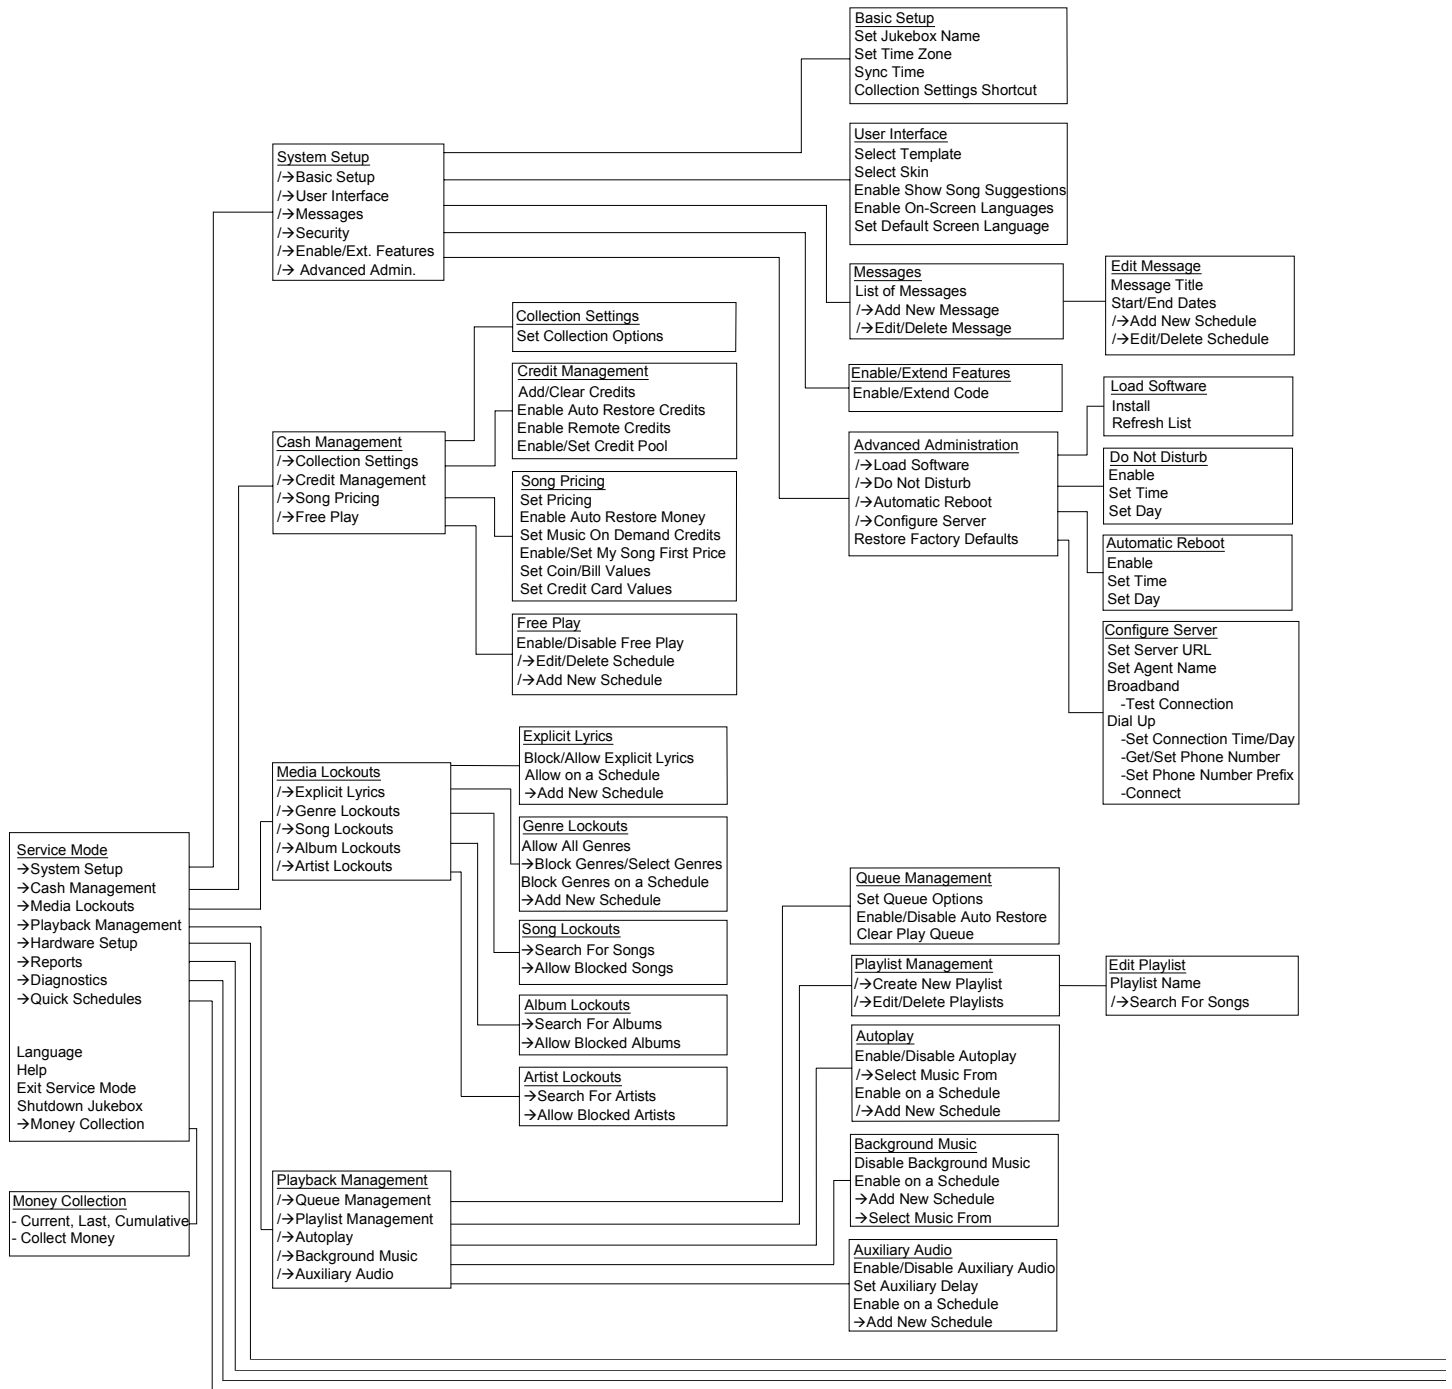 Basic Setup
Set Jukebox Name
Set Time Zone
Sync Time
Collection Settings Shortcut
User Interface
Select Template
Select Skin
Enable Show Song Suggestions
Enable On-Screen Languages
Set Default Screen Language
System Setup
/→Basic Setup
/→User Interface
/→Messages
/→Security
/→Enable/Ext. Features
/→ Advanced Admin.
Messages
List of Messages
/→Add New Message
/→Edit/Delete Message
Edit Message
Message Title
Start/End Dates
/→Add New Schedule
/→Edit/Delete Schedule
Collection Settings
Set Collection Options
Credit Management
Add/Clear Credits
Enable Auto Restore Credits
Enable Remote Credits
Enable/Set Credit Pool
Enable/Extend Features
Enable/Extend Code
Load Software
Install
Refresh List
Cash Management
/→Collection Settings
/→Credit Management
/→Song Pricing
/→Free Play
Advanced Administration
/→Load Software
/→Do Not Disturb
/→Automatic Reboot
/→Configure Server
Restore Factory Defaults
Do Not Disturb
Enable
Set Time
Set Day
Song Pricing
Set Pricing
Enable Auto Restore Money
Set Music On Demand Credits
Enable/Set My Song First Price
Set Coin/Bill Values
Set Credit Card Values
Automatic Reboot
Enable
Set Time
Set Day
Free Play
Enable/Disable Free Play
/→Edit/Delete Schedule
/→Add New Schedule
Configure Server
Set Server URL
Set Agent Name
Broadband
-Test Connection
Dial Up
-Set Connection Time/Day
-Get/Set Phone Number
-Set Phone Number Prefix
-Connect
Explicit Lyrics
Block/Allow Explicit Lyrics
Allow on a Schedule
→Add New Schedule
Media Lockouts
/→Explicit Lyrics
/→Genre Lockouts
/→Song Lockouts
/→Album Lockouts
/→Artist Lockouts
Genre Lockouts
Allow All Genres
→Block Genres/Select Genres
Block Genres on a Schedule
→Add New Schedule
Service Mode
→System Setup
→Cash Management
→Media Lockouts
→Playback Management
→Hardware Setup
→Reports
→Diagnostics
→Quick Schedules
Language
Help
Exit Service Mode
Shutdown Jukebox
→Money Collection
Song Lockouts
→Search For Songs
→Allow Blocked Songs
Album Lockouts
→Search For Albums
→Allow Blocked Albums
Artist Lockouts
→Search For Artists
→Allow Blocked Artists
Queue Management
Set Queue Options
Enable/Disable Auto Restore
Clear Play Queue
Playlist Management
/→Create New Playlist
/→Edit/Delete Playlists
Edit Playlist
Playlist Name
/→Search For Songs
Autoplay
Enable/Disable Autoplay
/→Select Music From
Enable on a Schedule
/→Add New Schedule
Background Music
Disable Background Music
Enable on a Schedule
→Add New Schedule
→Select Music From
Playback Management
/→Queue Management
/→Playlist Management
/→Autoplay
/→Background Music
/→Auxiliary Audio
Money Collection
- Current, Last, Cumulative
- Collect Money
Auxiliary Audio
Enable/Disable Auxiliary Audio
Set Auxiliary Delay
Enable on a Schedule
→Add New Schedule